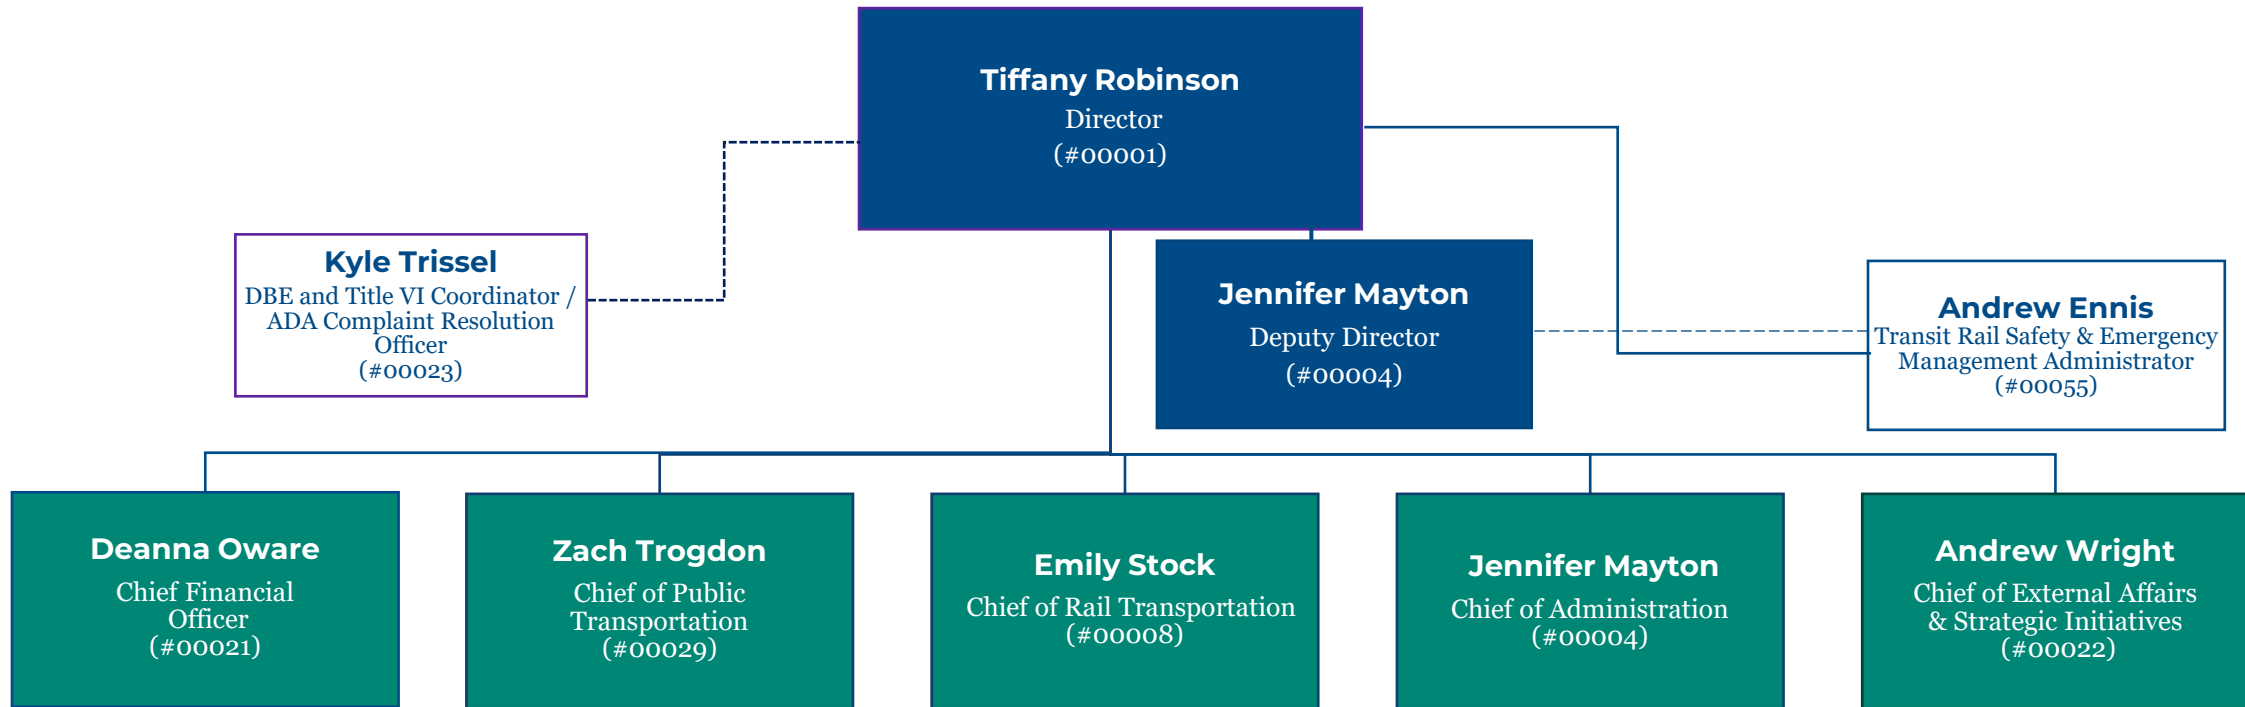 Tiffany Robinson
Director
(#00001)
Kyle Trissel
DBE and Title VI Coordinator /
ADA Complaint Resolution
Officer
(#00023)
Jennifer Mayton
Deputy Director
(#00004)
Andrew Ennis
Transit Rail Safety & Emergency
Management Administrator
(#00055)
Deanna Oware
Chief Financial
Officer
(#00021)
Zach Trogdon
Chief of Public
Transportation
(#00029)
Emily Stock
Chief of Rail Transportation
(#00008)
Jennifer Mayton
Chief of Administration
(#00004)
Andrew Wright
Chief of External Affairs
& Strategic Initiatives
(#00022)